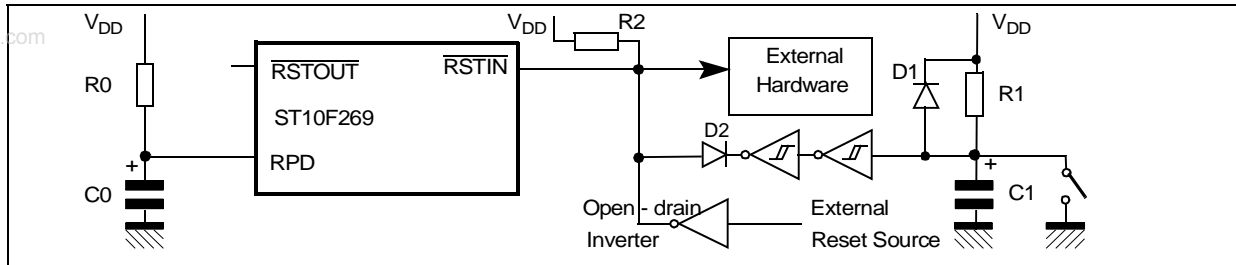 .com
VDD
R0
+
C0
RSTOUT
RSTIN
ST10F269
RPD
VDD
R2
External
Hardware
D2
Open - drain
Inverter
External
Reset Source
D1
VDD
R1
+
C1